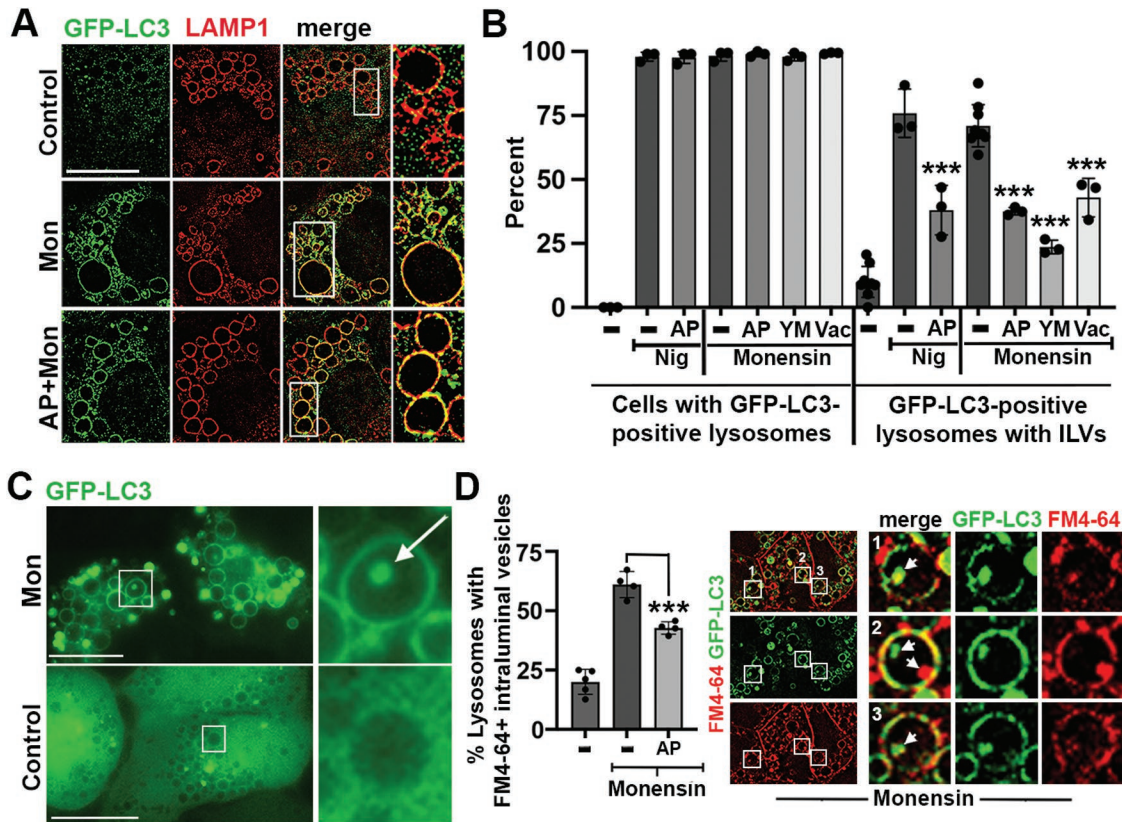 A
GFP-LC3 LAMP1 merge
Control
Mon
AP+Mon
B
Percent
100
75
50
25
0
*** *** *** ***
– – AP – AP YM Vac – – AP – AP YM Vac
Nig Monensin Nig Monensin
Cells with GFP-LC3-
positive lysosomes
GFP-LC3-positive
lysosomes with ILVs
C
GFP-LC3
Mon
Control
D
% Lysosomes with
FM4-64+ intraluminal vesicles
75
50
25
0
***
– – AP
Monensin
FM4-64 GFP-LC3
merge GFP-LC3 FM4-64
1 2 3
1
2
3
Monensin